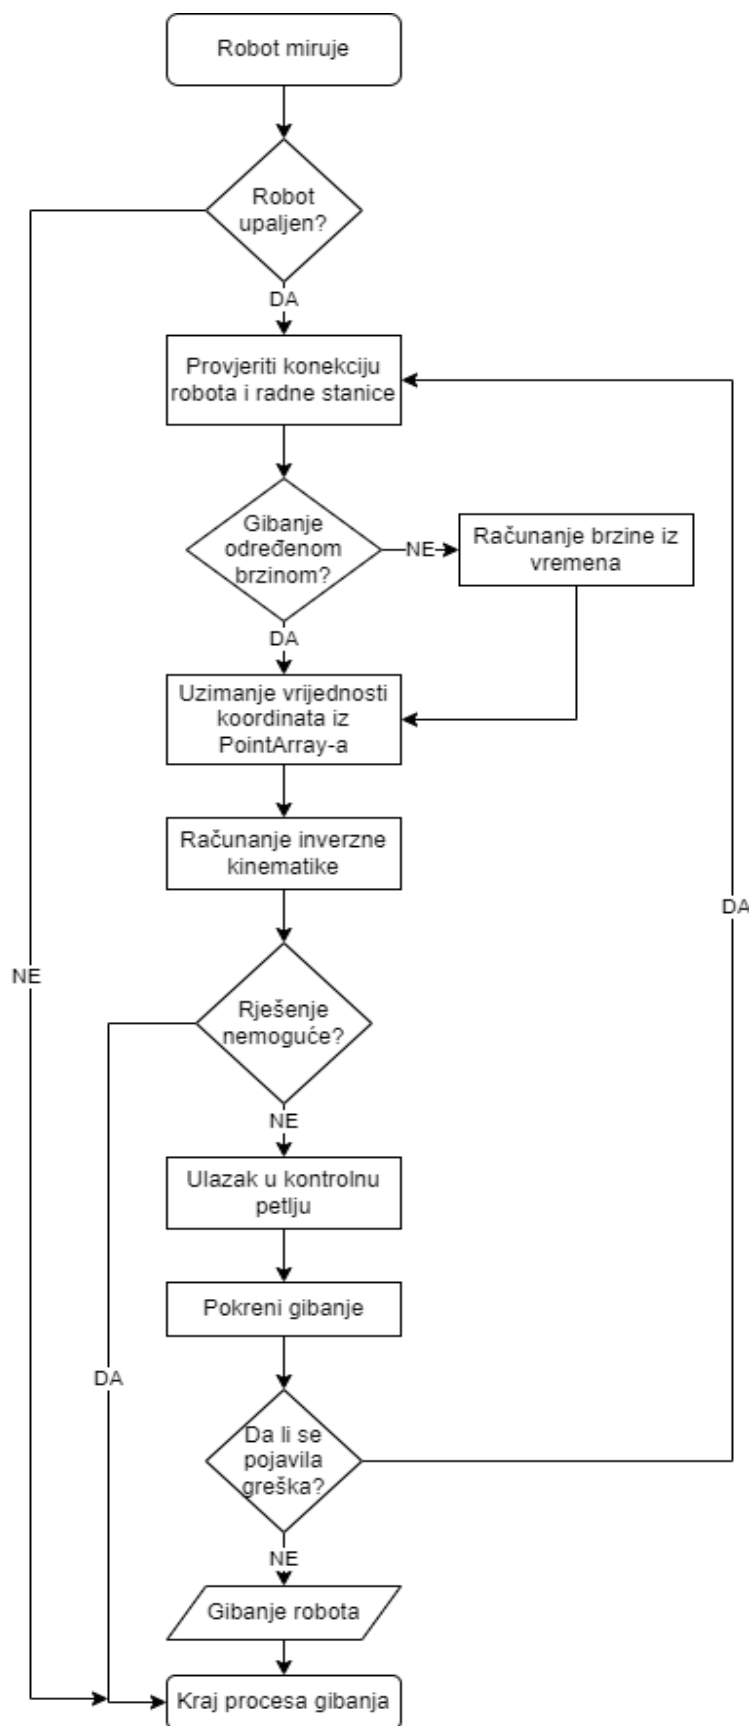 Robot miruje
Robot
upaljen?
DA
Provjeriti konekciju
robota i radne stanice
Gibanje
određenom
brzinom?
NE
Računanje brzine iz
vremena
DA
Uzimanje vrijednosti
koordinata iz
PointArray-a
Računanje inverzne
kinematike
DA
NE
Rješenje
nemoguće?
NE
Ulazak u kontrolnu
petlju
Pokreni gibanje
DA
Da li se
pojavila
greška?
NE
Gibanje robota
Kraj procesa gibanja